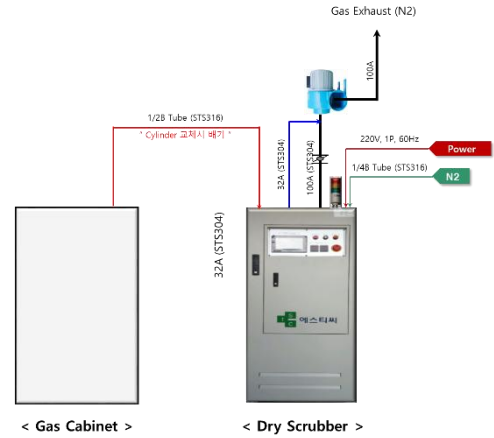 Gas Exhaust (N2)
100A
1/2B Tube (STS316)
" Cylinder 교체시 배기 "
32A (STS304)
100A (STS304)
220V, 1P, 60Hz
Power
1/4B Tube (STS316)
N2
32A (STS304)
에스티씨
< Gas Cabinet >
< Dry Scrubber >